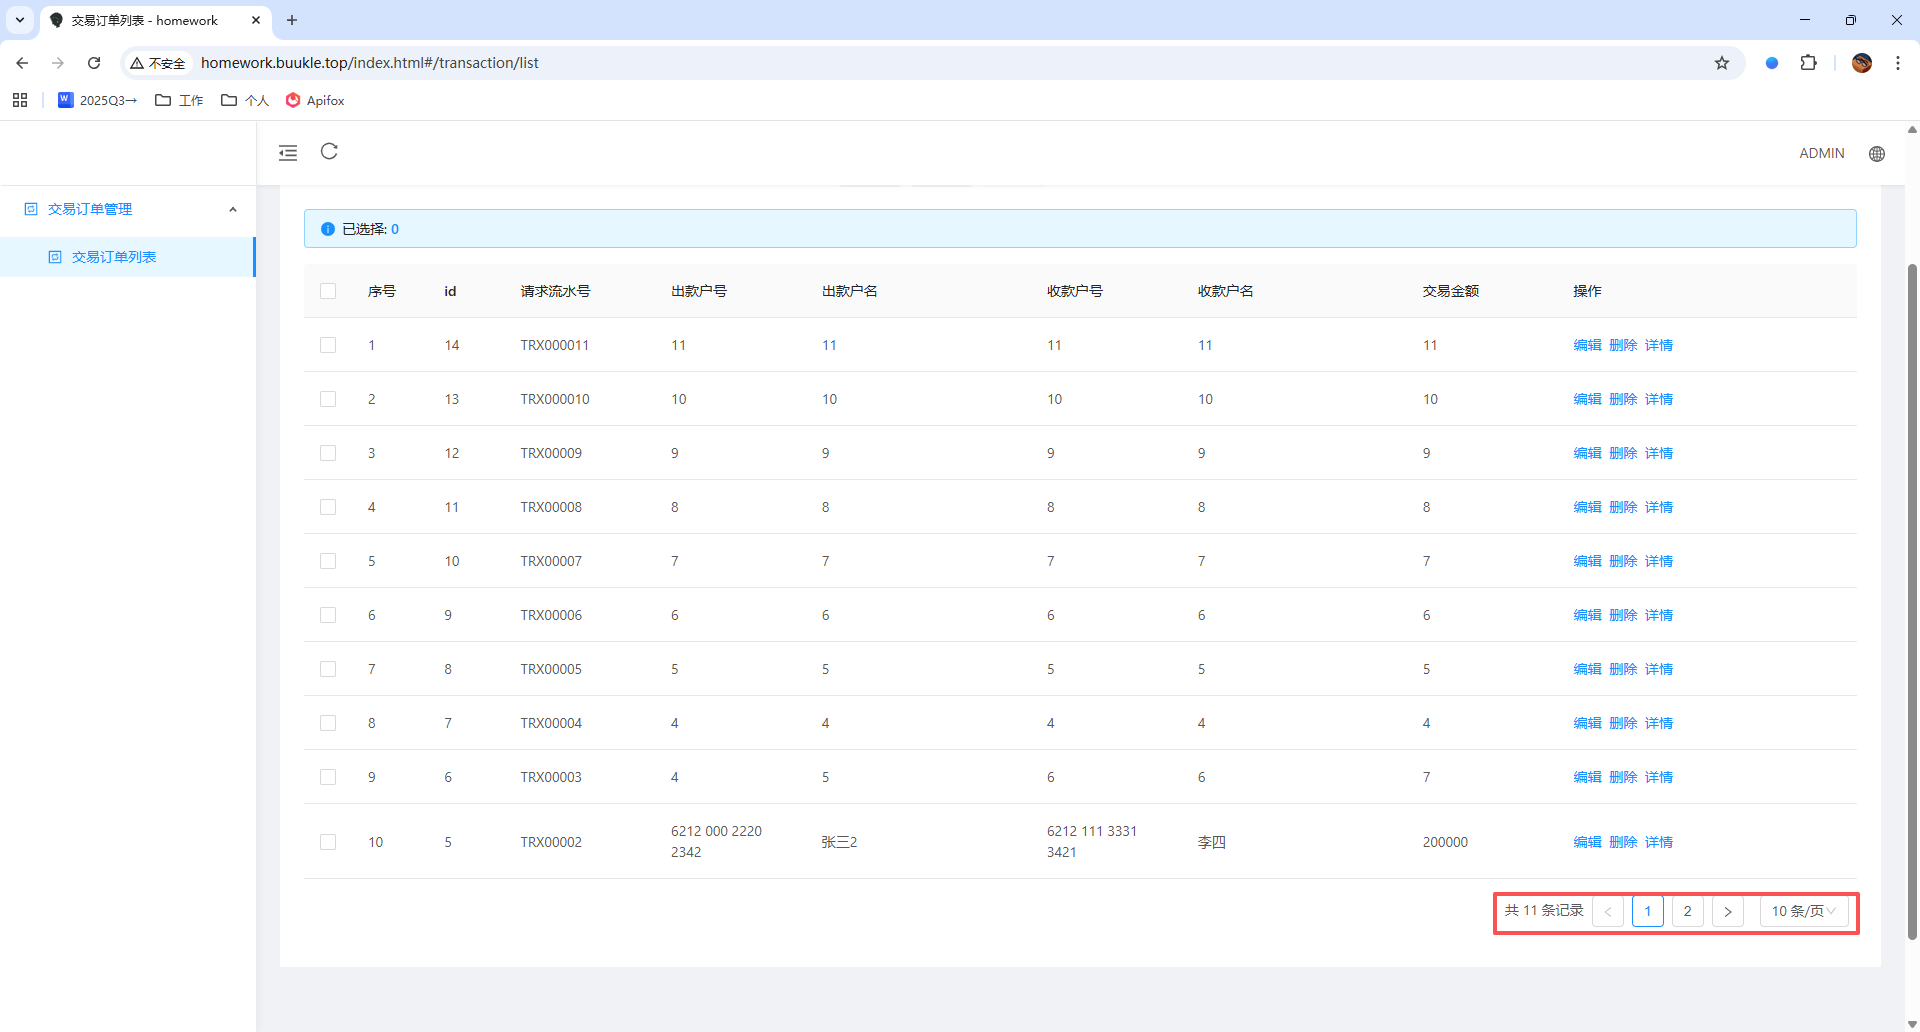 交易订单列表 - homework
不安全 homework.buukle.top/index.html#/transaction/list
2025Q3→ 工作 个人 Apifox
ADMIN
交易订单管理
交易订单列表
已选择: 0
序号 id 请求流水号 出款户号 出款户名 收款户号 收款户名 交易金额 操作
1 14 TRX000011 11 11 11 11 11 编辑 删除 详情
2 13 TRX000010 10 10 10 10 10 编辑 删除 详情
3 12 TRX00009 9 9 9 9 9 编辑 删除 详情
4 11 TRX00008 8 8 8 8 8 编辑 删除 详情
5 10 TRX00007 7 7 7 7 7 编辑 删除 详情
6 9 TRX00006 6 6 6 6 6 编辑 删除 详情
7 8 TRX00005 5 5 5 5 5 编辑 删除 详情
8 7 TRX00004 4 4 4 4 4 编辑 删除 详情
9 6 TRX00003 4 5 6 6 7 编辑 删除 详情
10 5 TRX00002 6212 000 2220 2342 张三2 6212 111 3331 3421 李四 200000 编辑 删除 详情
共 11 条记录 < 1 2 > 10 条/页